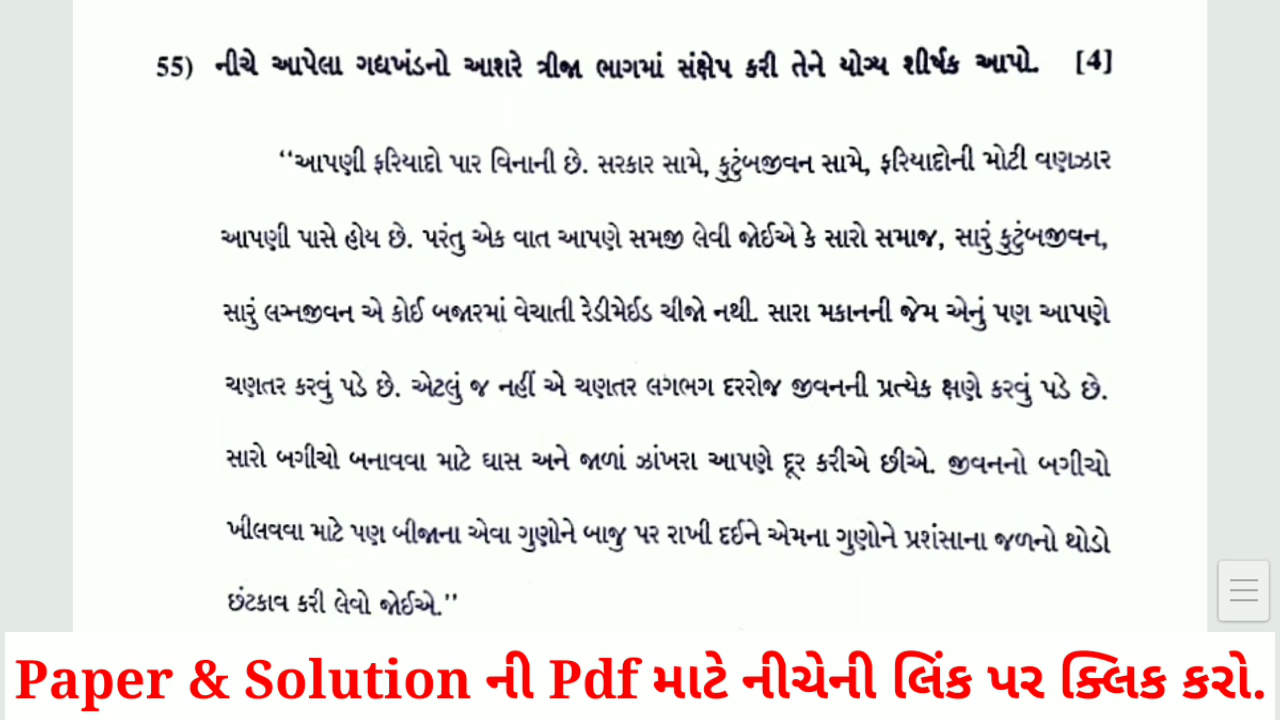 55) નીચે આપેલા ગદ્યખંડનો આશરે ત્રીજા ભાગમાં સંક્ષેપ કરી તેને યોગ્ય શીર્ષક આપો. [4]
‘‘આપણી ફરિયાદો પાર વિનાની છે. સરકાર સામે, કુટુંબજીવન સામે, ફરિયાદોની મોટી વણઝાર
આપણી પાસે હોય છે. પરંતુ એક વાત આપણે સમજી લેવી જોઈએ કે સારો સમાજ, સારું કુટુંબજીવન,
સારું લગ્નજીવન એ કોઈ બજારમાં વેચાતી રેડીમેઈડ ચીજો નથી. સારા મકાનની જેમ એનું પણ આપણે
ચણતર કરવું પડે છે. એટલું જ નહીં એ ચણતર લગભગ દરરોજ જીવનની પ્રત્યેક ક્ષણે કરવું પડે છે.
સારો બગીચો બનાવવા માટે ઘાસ અને જાળાં ઝાંખરા આપણે દૂર કરીએ છીએ. જીવનનો બગીચો
ખીલવવા માટે પણ બીજાના એવા ગુણોને બાજુ પર રાખી દઈને એમના ગુણોને પ્રશંસાના જળનો થોડો
છંટકાવ કરી લેવો જોઈએ.’’
Paper & Solution ની Pdf માટે નીચેની લિંક પર ક્લિક કરો.